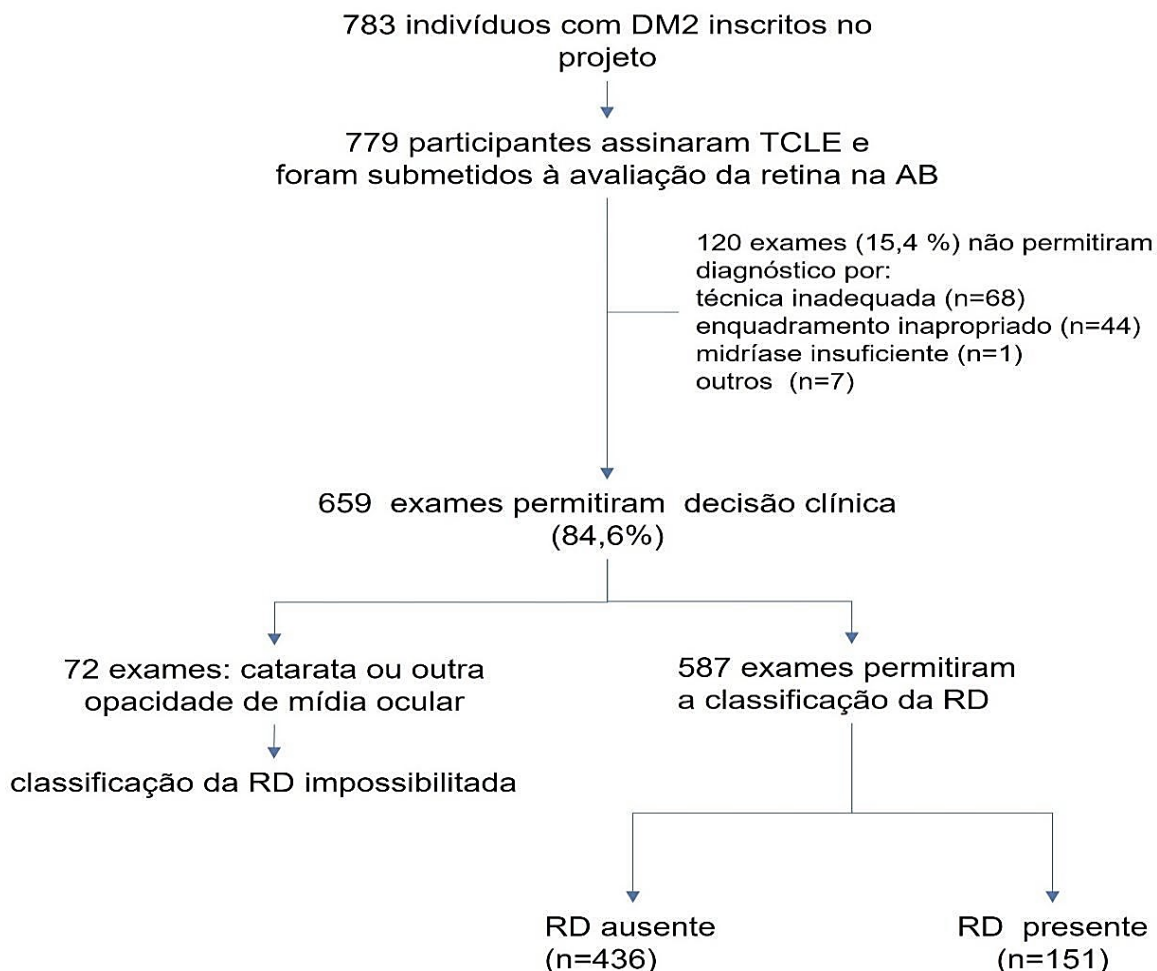 783 indivíduos com DM2 inscritos no
projeto
779 participantes assinaram TCLE e
foram submetidos à avaliação da retina na AB
120 exames (15,4 %) não permitiram
diagnóstico por:
técnica inadequada (n=68)
enquadramento inapropriado (n=44)
midríase insuficiente (n=1)
outros (n=7)
659 exames permitiram decisão clínica
(84,6%)
72 exames: catarata ou outra
opacidade de mídia ocular
classificação da RD impossibilitada
587 exames permitiram
a classificação da RD
RD ausente
(n=436)
RD presente
(n=151)